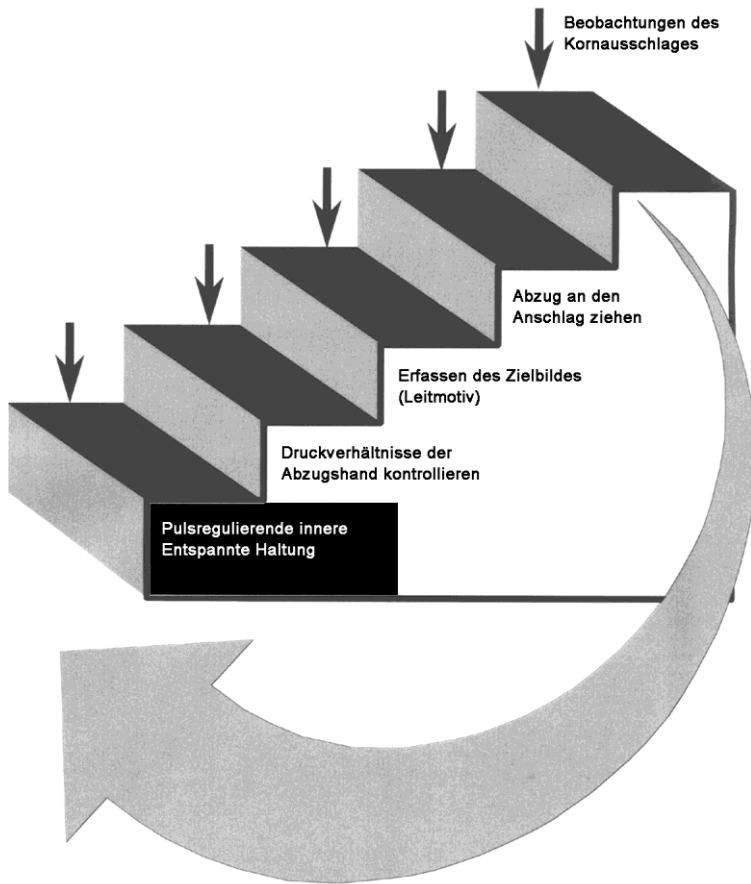 Beobachtungen des
Kornausschlages
Abzug an den
Anschlag ziehen
Erfassen des Zielbildes
(Leitmotiv)
Druckverhältnisse der
Abzugshand kontrollieren
Pulsregulierende innere
Entspannte Haltung